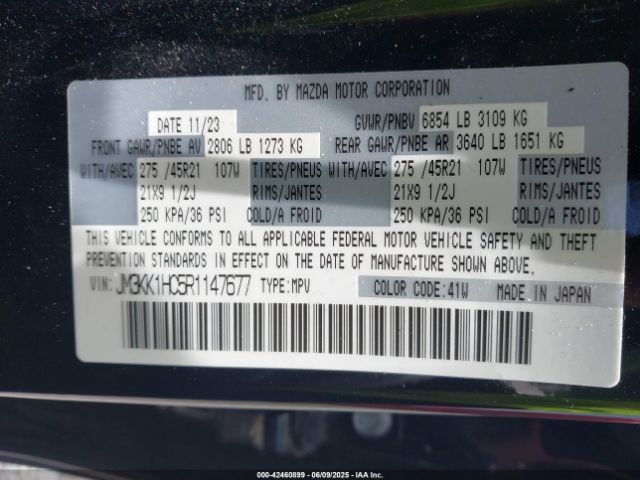 MFD. BY MAZDA MOTOR CORPORATION
DATE 11/23 GVWR/PNBV 6854 LB 3109 KG
FRONT GAWR/PNBE AV 2806 LB 1273 KG REAR GAWR/PNBE AR 3640 LB 1651 KG
WITH/AVEC 275 /45R21 107W TIRES/PNEUS WITH/AVEC 275 /45R21 107W TIRES/PNEUS
21X9 1/2J RIMS/JANTES 21X9 1/2J RIMS/JANTES
250 KPA/36 PSI COLD/A FROID 250 KPA/36 PSI COLD/A FROID
THIS VEHICLE CONFORMS TO ALL APPLICABLE FEDERAL MOTOR VEHICLE SAFETY AND THEFT
PREVENTION STANDARDS IN EFFECT ON THE DATE OF MANUFACTURE SHOWN ABOVE.
VIN: JM3KK1HC5R1147677 TYPE:MPV COLOR CODE:41W MADE IN JAPAN
000-42460899 - 06/09/2025 - IAA Inc.